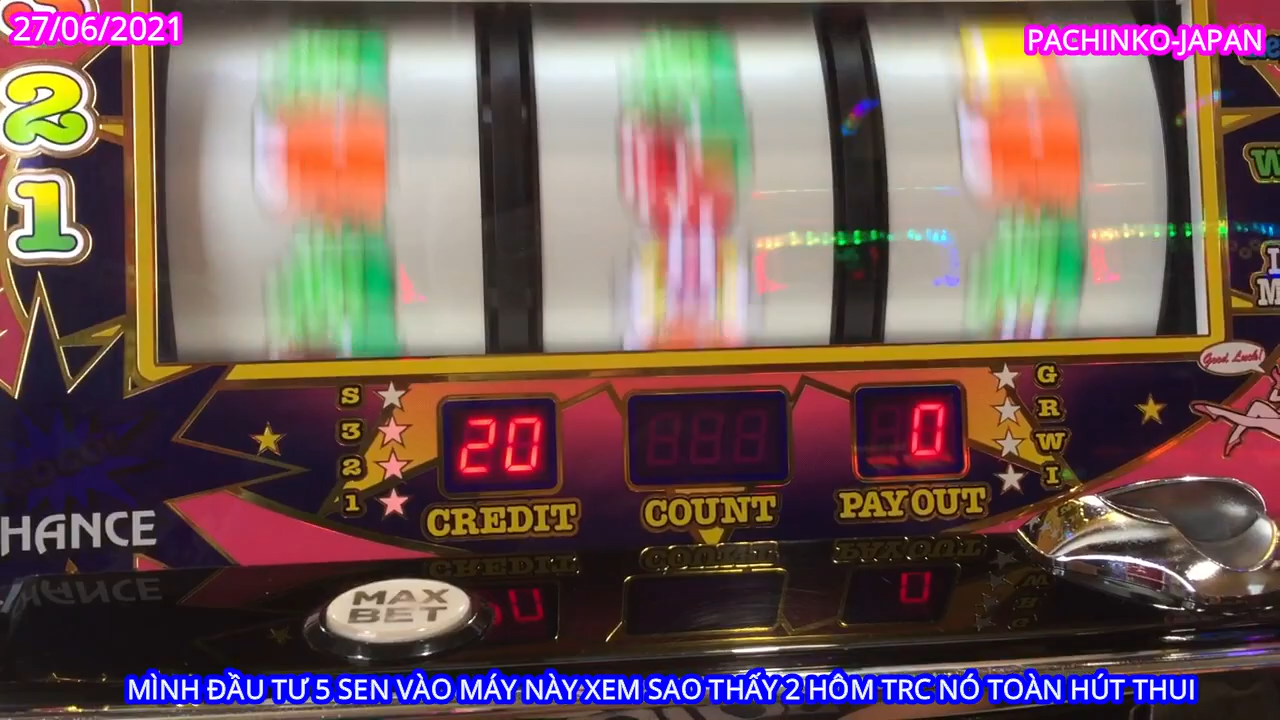 27/06/2021
PACHINKO-JAPAN
2
1
Good Luck!
S
3
2
1
G
R
W
I
20
0
CREDIT
COUNT
PAYOUT
HANCE
MAX
BET
MÌNH ĐẦU TƯ 5 SEN VÀO MÁY NÀY XEM SAO THẤY 2 HÔM TRC NÓ TOÀN HÚT THUI